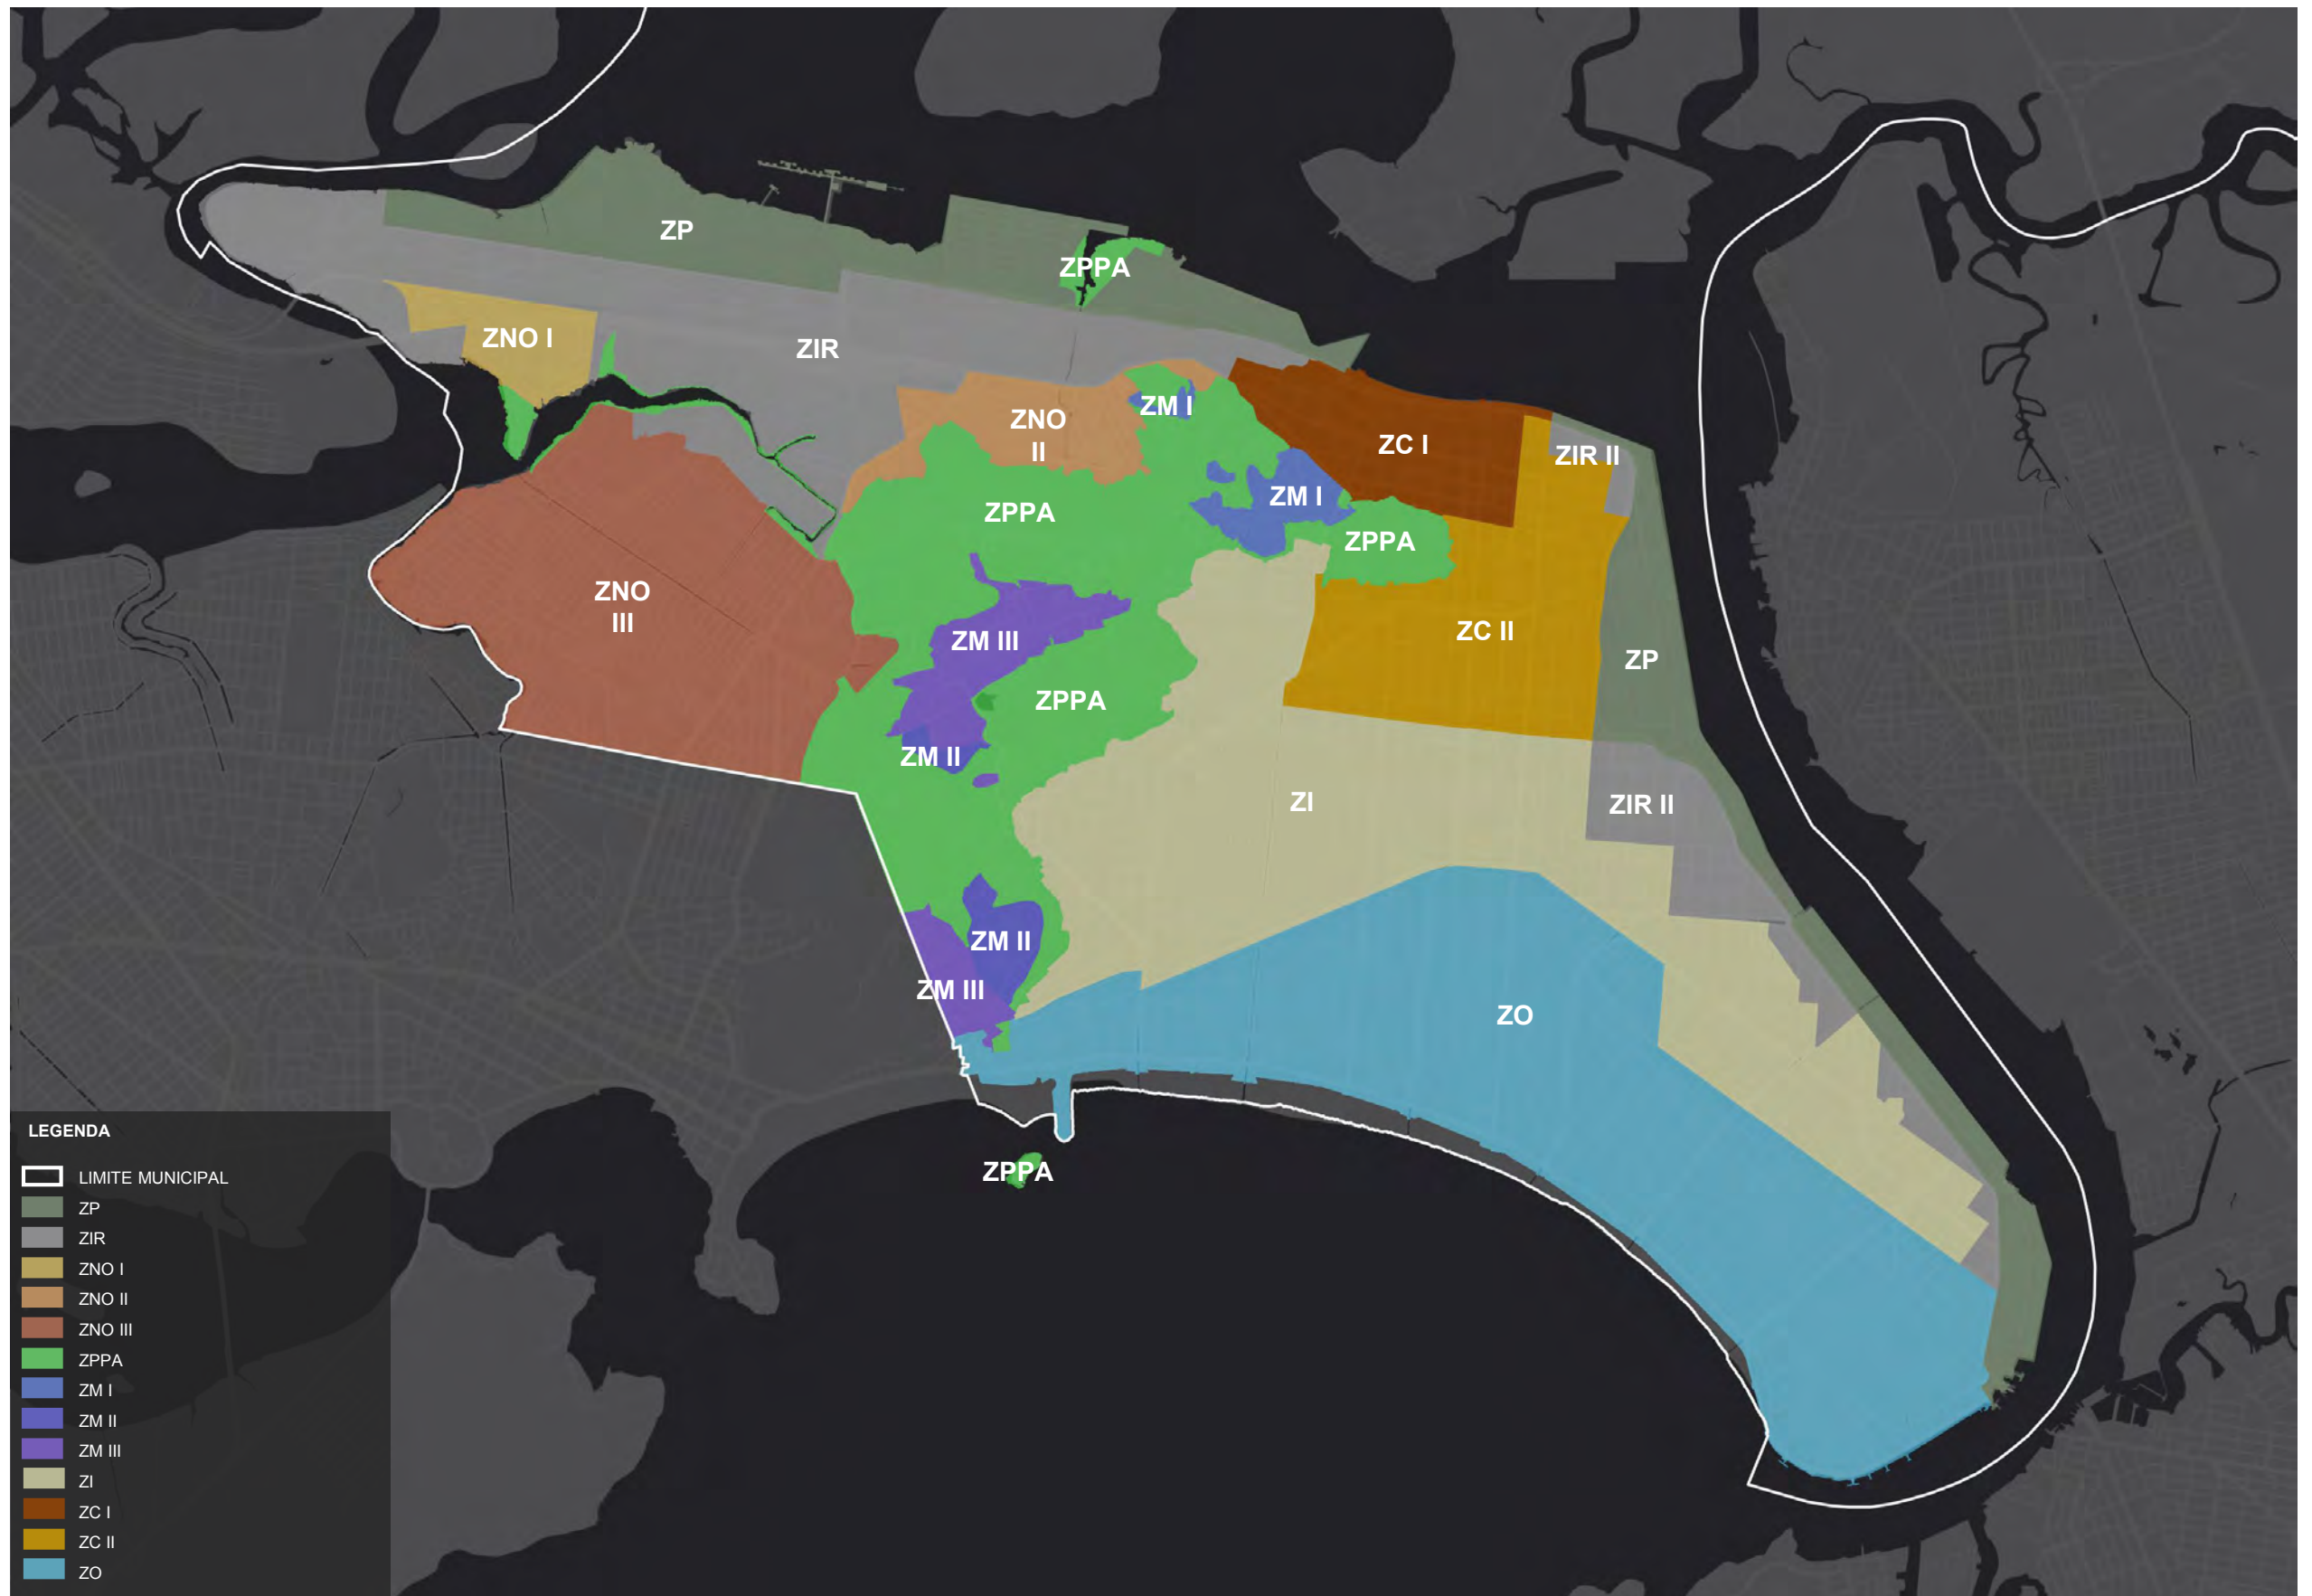 ZP
ZPPA
ZNO I
ZIR
ZM I
ZNO
II
ZC I
ZIR II
ZM I
ZPPA
ZPPA
ZNO
III
ZM III
ZC II
ZP
ZPPA
ZM II
ZI
ZIR II
ZM II
ZM III
ZO
ZPPA
LEGENDA
LIMITE MUNICIPAL
ZP
ZIR
ZNO I
ZNO II
ZNO III
ZPPA
ZM I
ZM II
ZM III
ZI
ZC I
ZC II
ZO